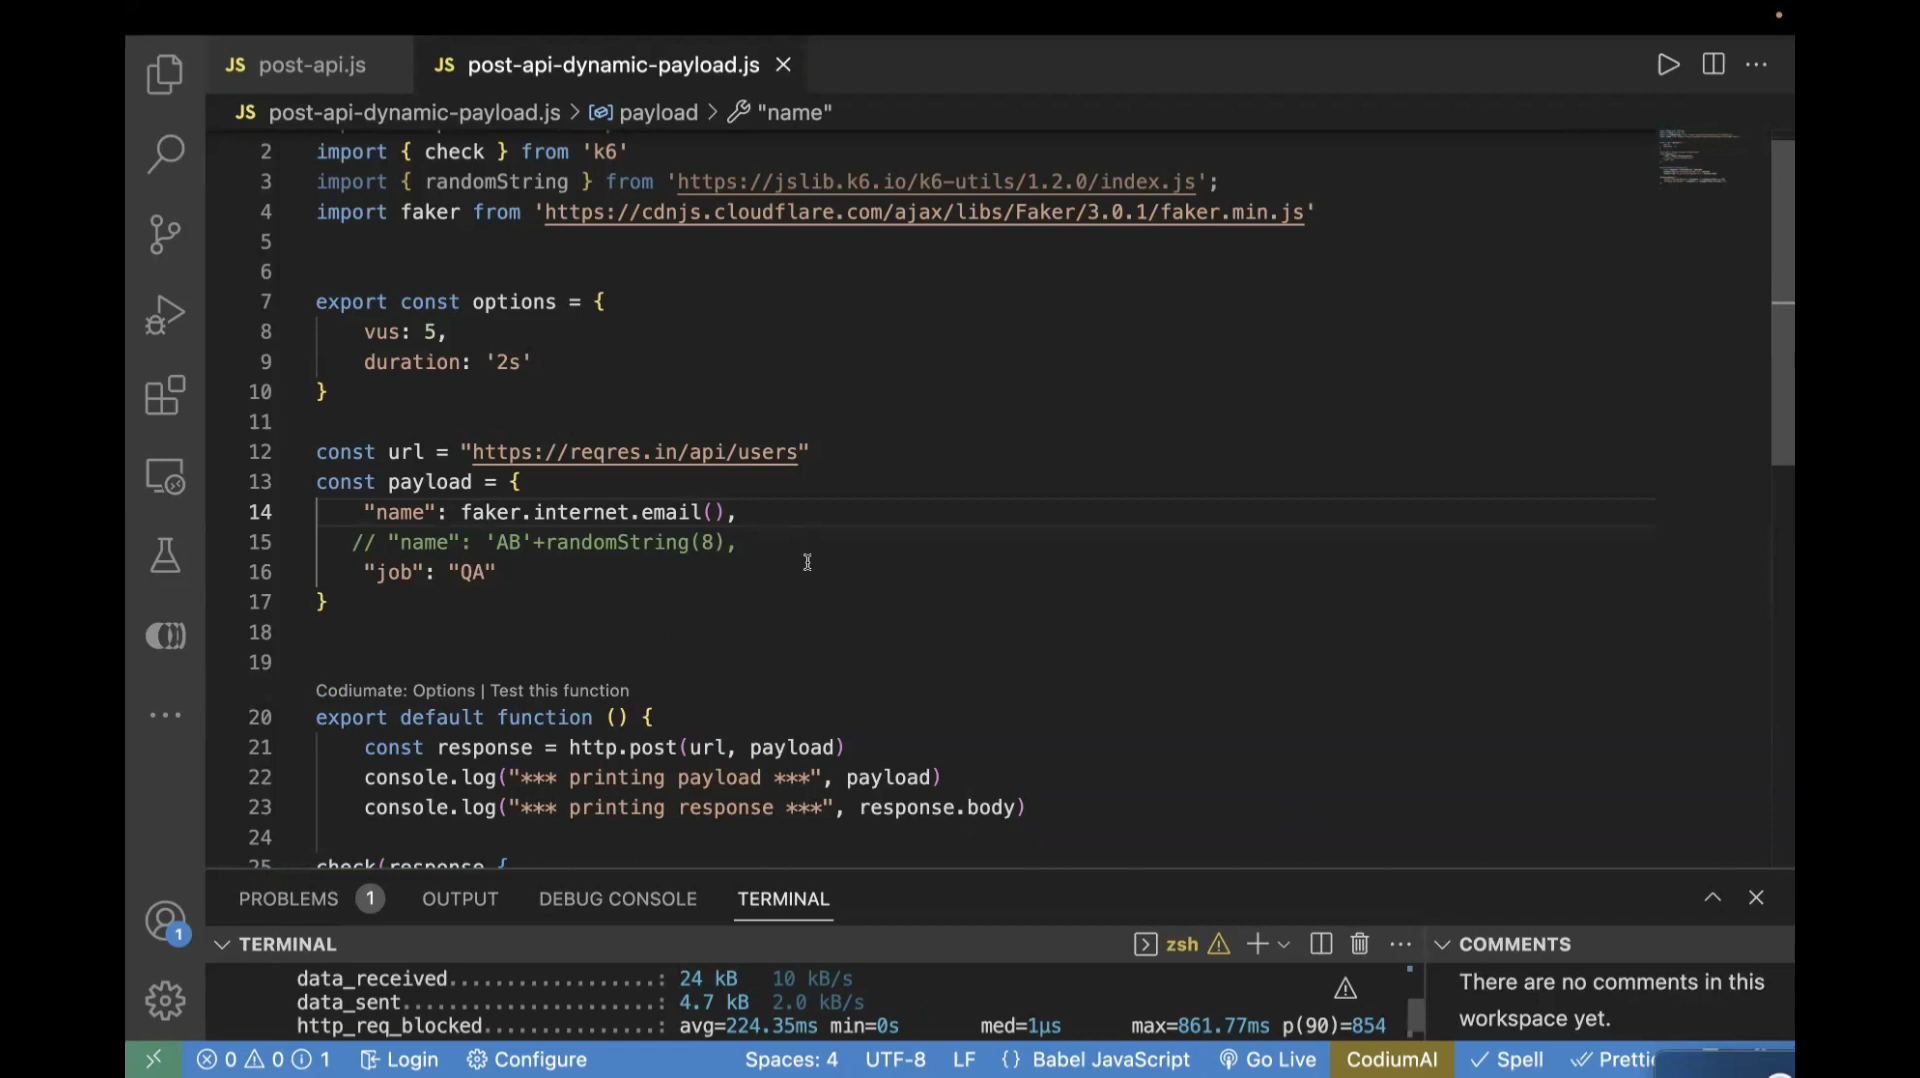 JS post-api.js JS post-api-dynamic-payload.js
JS post-api-dynamic-payload.js > payload > "name"
2 import { check } from 'k6'
3 import { randomString } from 'https://jslib.k6.io/k6-utils/1.2.0/index.js';
4 import faker from 'https://cdnjs.cloudflare.com/ajax/libs/Faker/3.0.1/faker.min.js'
5
6
7 export const options = {
8 vus: 5,
9 duration: '2s'
10 }
11
12 const url = "https://reqres.in/api/users"
13 const payload = {
14 "name": faker.internet.email(),
15 // "name": 'AB'+randomString(8),
16 "job": "QA"
17 }
18
19
Codiumate: Options | Test this function
20 export default function () {
21 const response = http.post(url, payload)
22 console.log("*** printing payload ***", payload)
23 console.log("*** printing response ***", response.body)
24
25 check(response, {
PROBLEMS 1 OUTPUT DEBUG CONSOLE TERMINAL
TERMINAL zsh COMMENTS
data_received..................: 24 kB 10 kB/s
data_sent......................: 4.7 kB 2.0 kB/s
http_req_blocked...............: avg=224.35ms min=0s med=1µs max=861.77ms p(90)=854
There are no comments in this
workspace yet.
1
0 0 1 Login Configure Spaces: 4 UTF-8 LF {} Babel JavaScript Go Live CodiumAI Spell